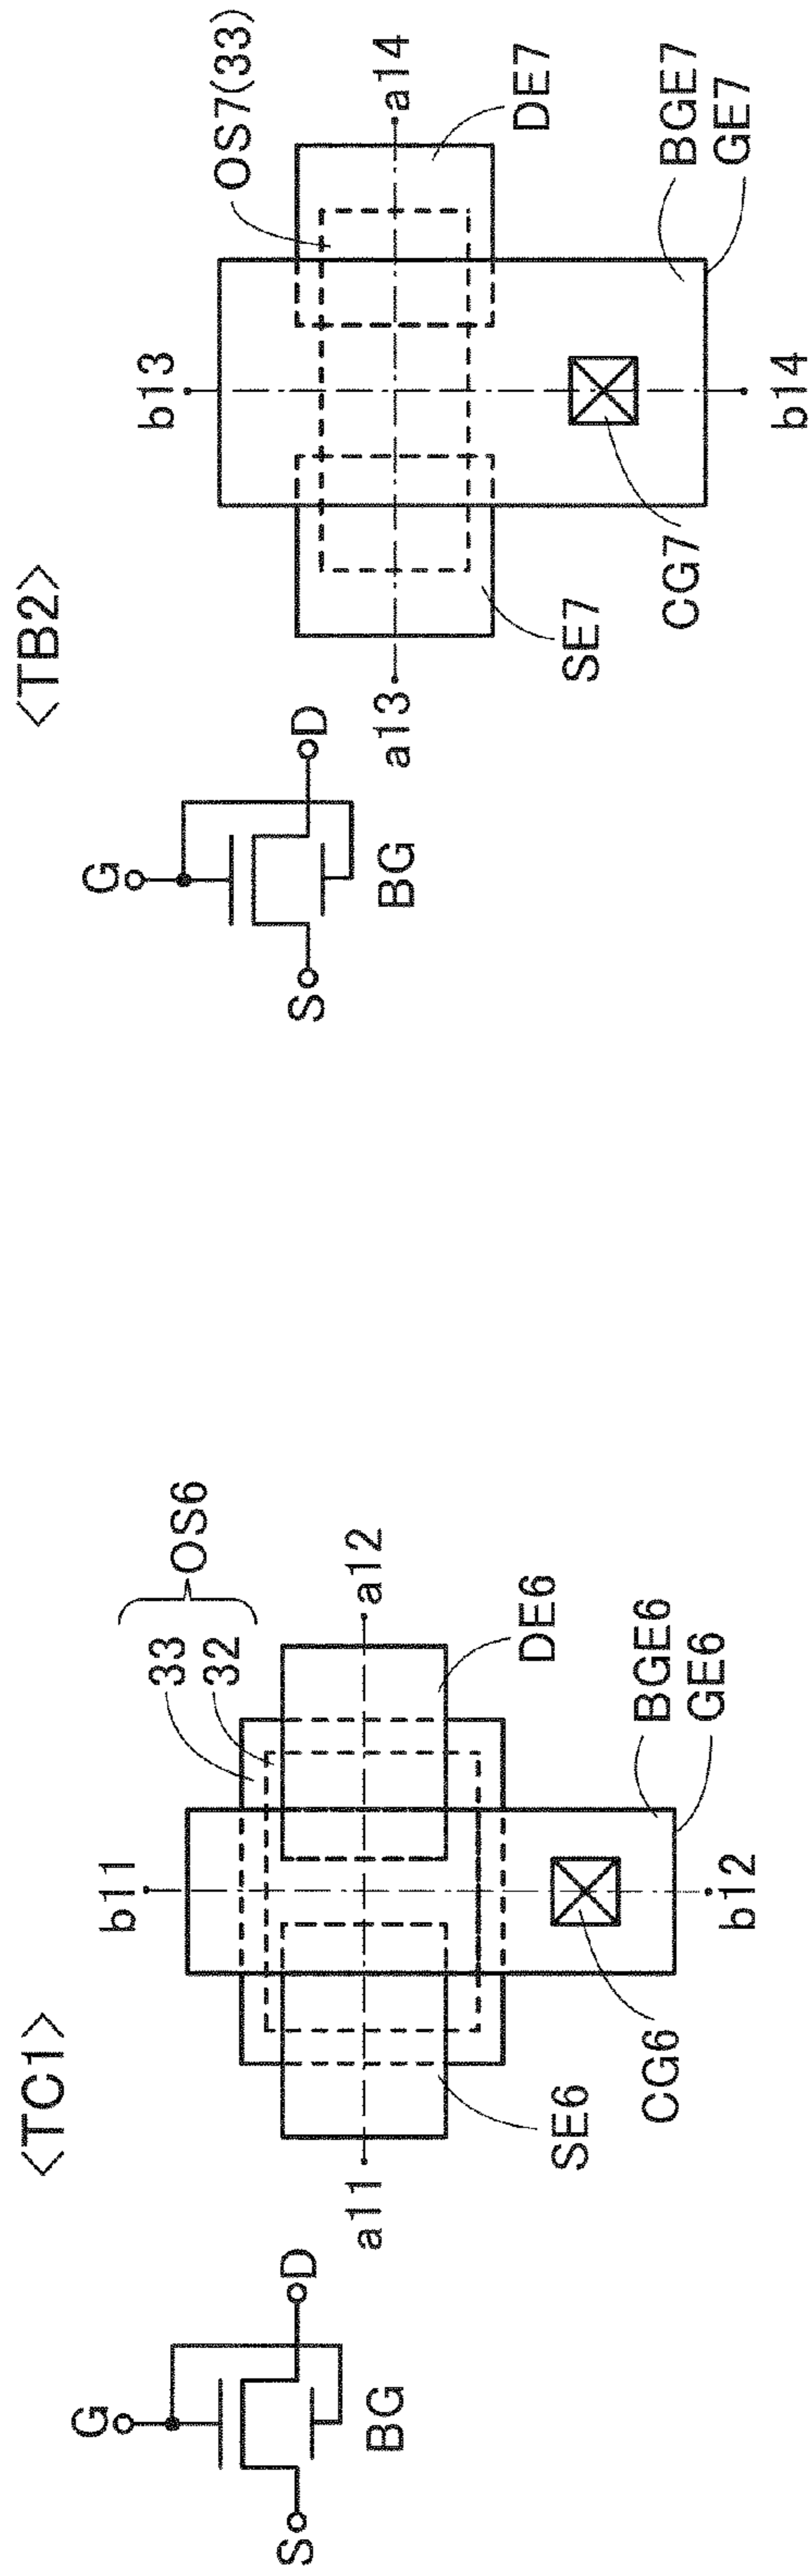 <TC1>
G
S
D
BG
b11
a11
a12
33
32
OS6
DE6
SE6
CG6
BGE6
GE6
b12
<TB2>
G
S
D
BG
b13
a13
a14
OS7(33)
DE7
SE7
CG7
BGE7
GE7
b14